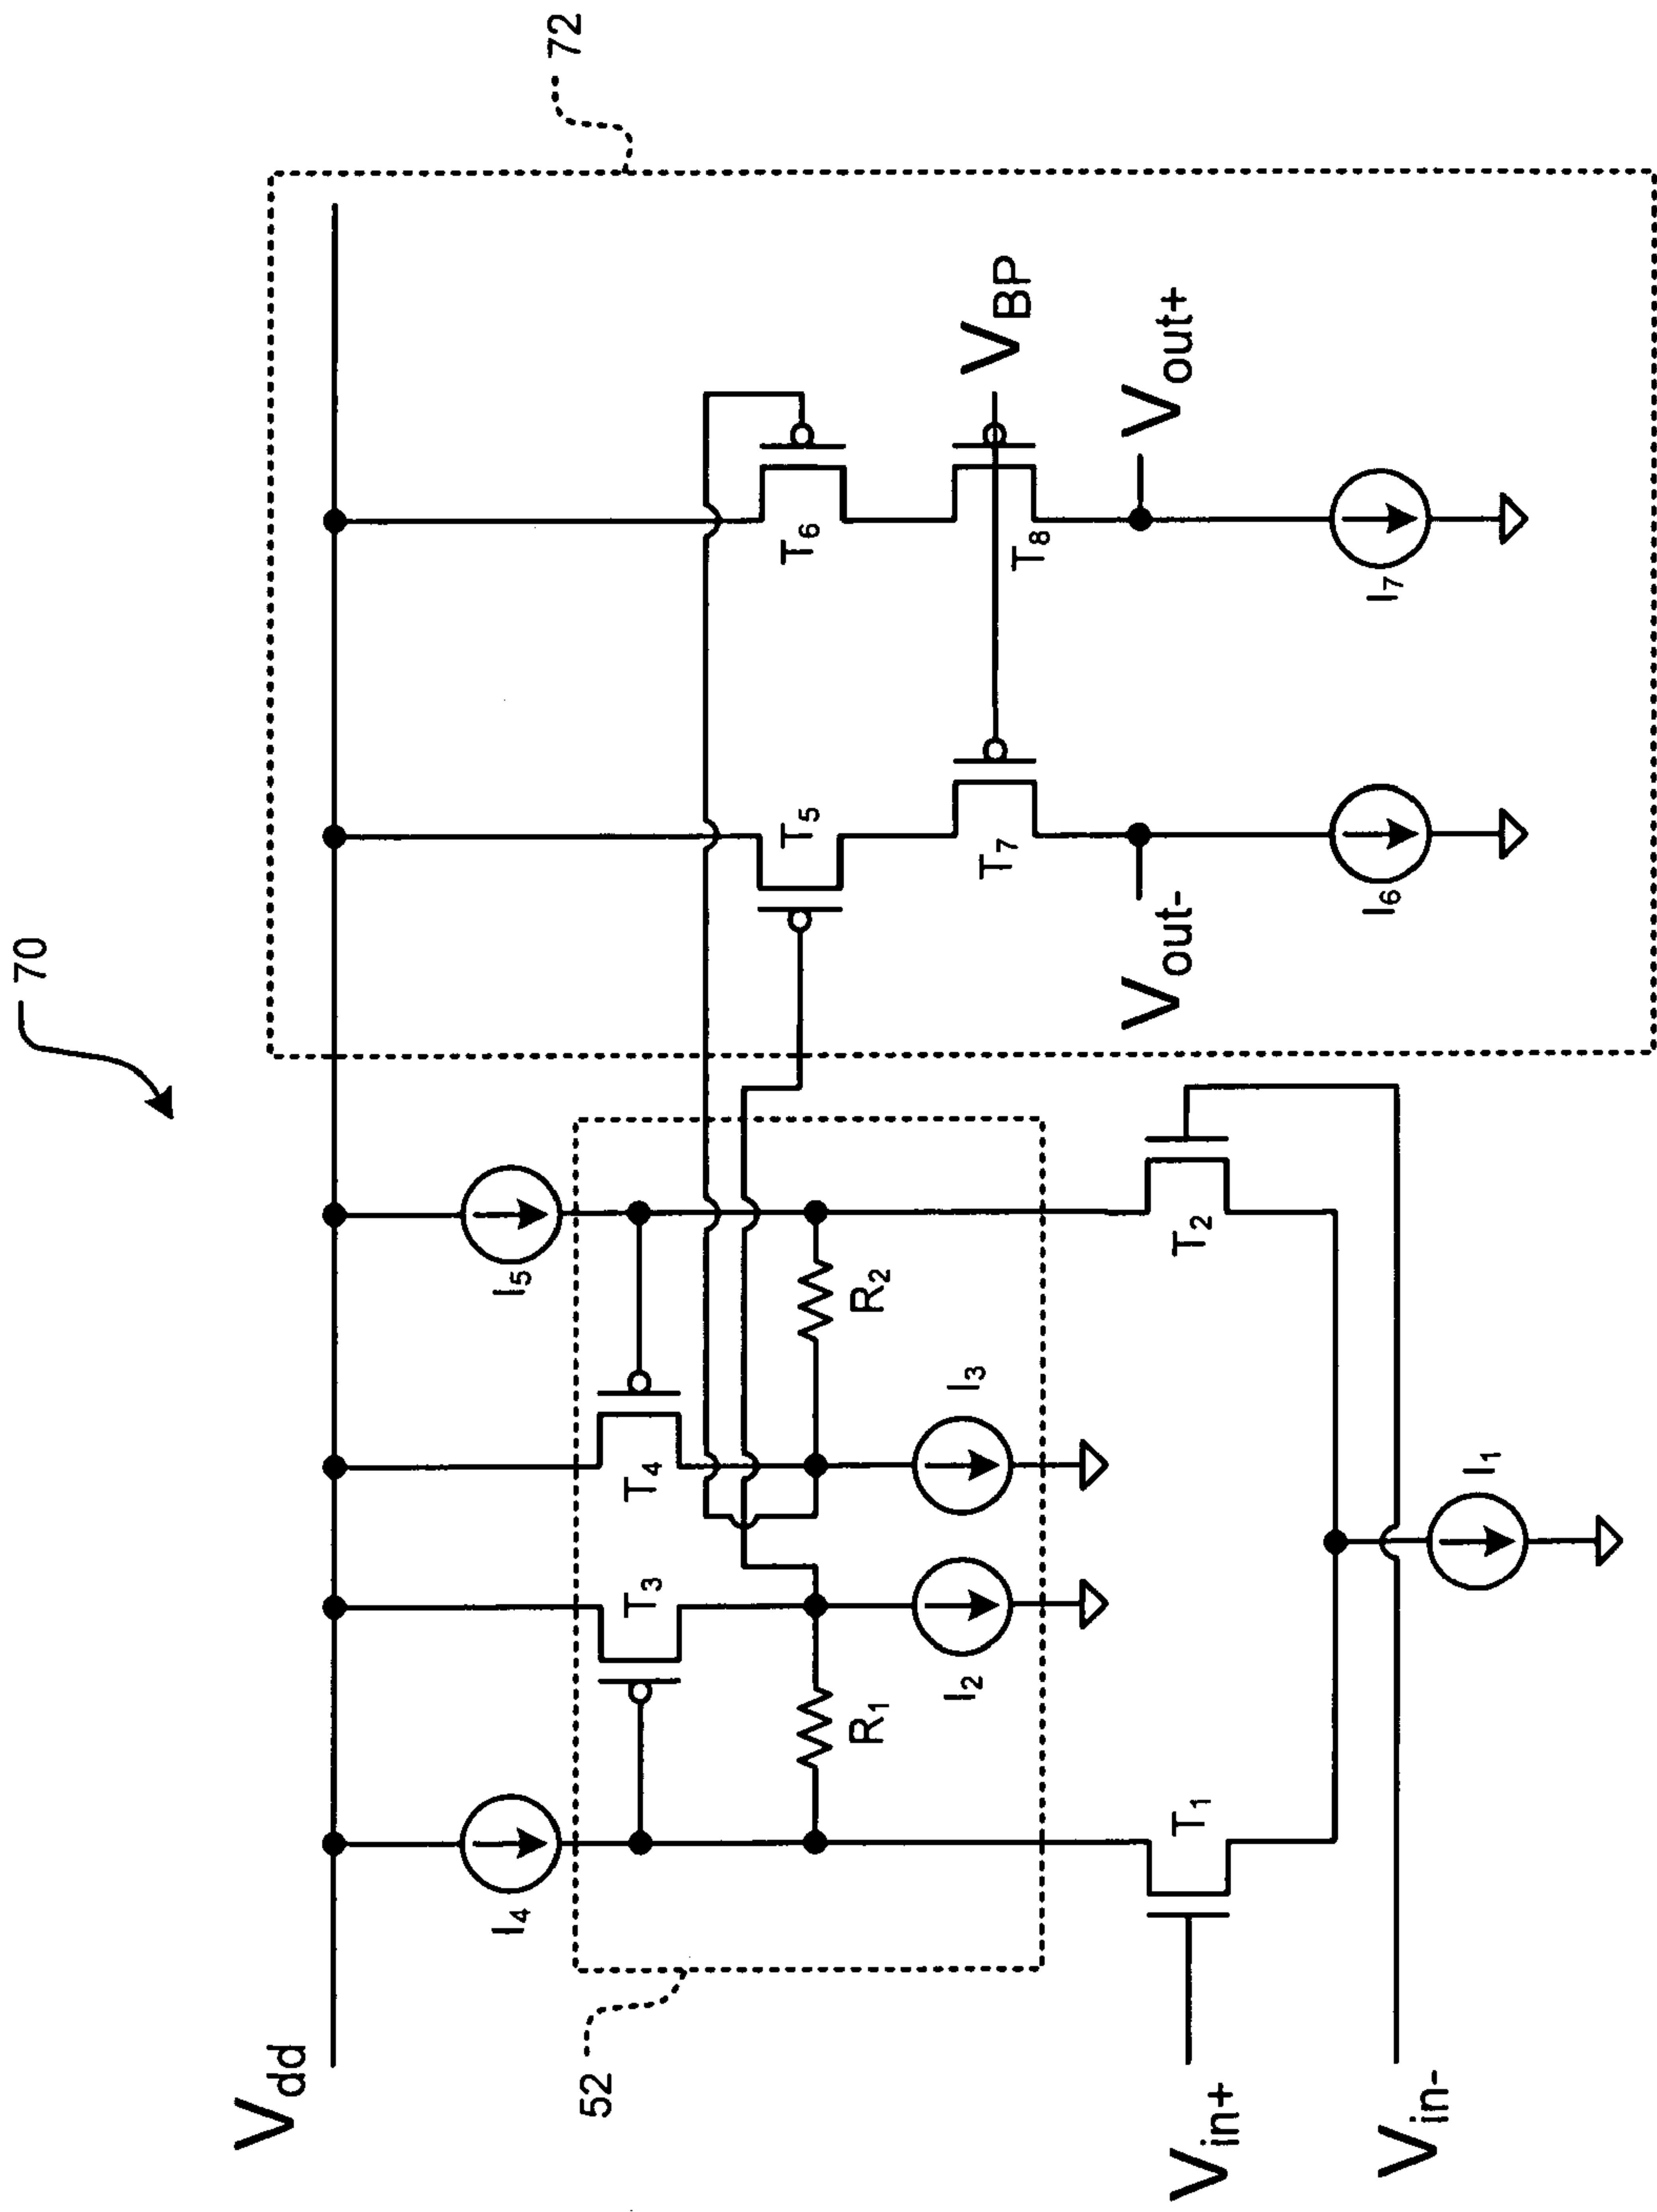 70
72
V_dd
I_4
I_5
52
T_3
T_4
R_1
R_2
I_2
I_3
T_5
T_6
T_7
T_8
V_BP
V_out-
V_out+
I_6
I_7
V_in+
T_1
T_2
V_in-
I_1